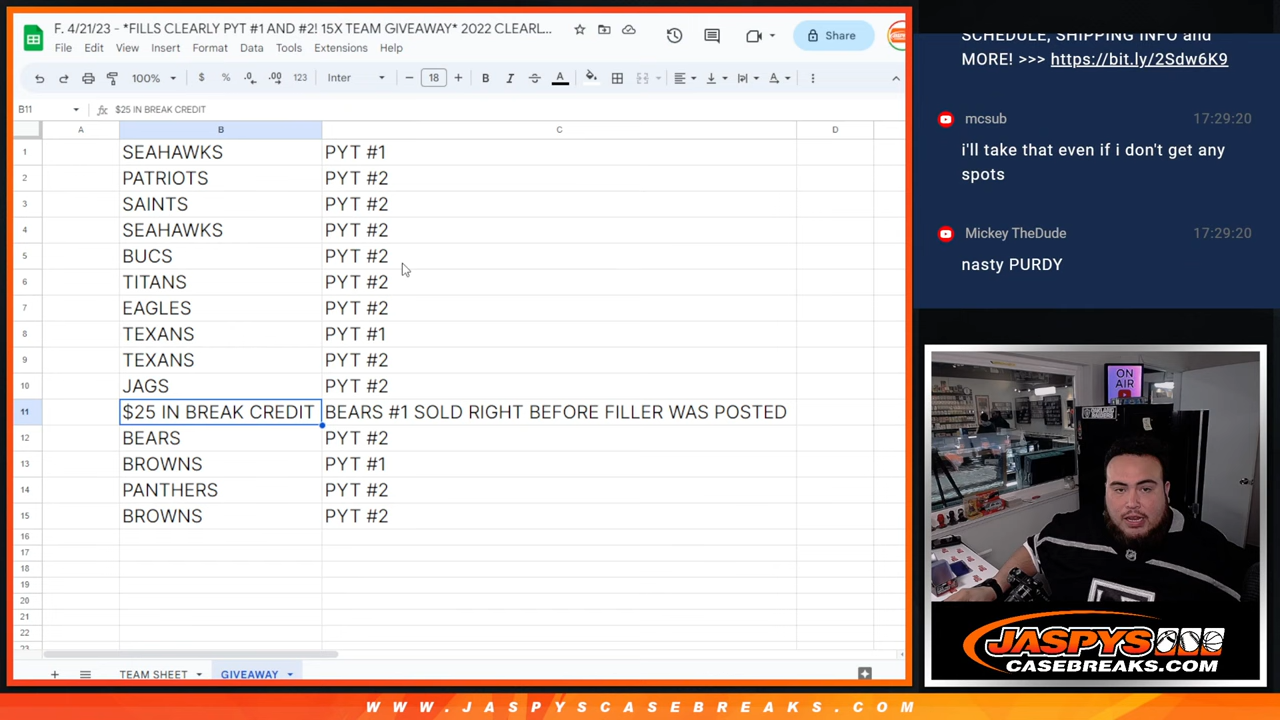 F. 4/21/23 - *FILLS CLEARLY PYT #1 AND #2! 15X TEAM GIVEAWAY* 2022 CLEARL...
Share
File Edit View Insert Format Data Tools Extensions Help
100% $ % .0 .00 123 Inter 18 B I A
B11 fx $25 IN BREAK CREDIT
A B C D
1 SEAHAWKS PYT #1
2 PATRIOTS PYT #2
3 SAINTS PYT #2
4 SEAHAWKS PYT #2
5 BUCS PYT #2
6 TITANS PYT #2
7 EAGLES PYT #2
8 TEXANS PYT #1
9 TEXANS PYT #2
10 JAGS PYT #2
11 $25 IN BREAK CREDIT BEARS #1 SOLD RIGHT BEFORE FILLER WAS POSTED
12 BEARS PYT #2
13 BROWNS PYT #1
14 PANTHERS PYT #2
15 BROWNS PYT #2
16
17
18
19
20
21
22
23
TEAM SHEET GIVEAWAY
SCHEDULE, SHIPPING INFO and
MORE! >>> https://bit.ly/2Sdw6K9
mcsub 17:29:20
i'll take that even if i don't get any
spots
Mickey TheDude 17:29:20
nasty PURDY
ON
AIR
JASPYS
CASEBREAKS.COM
WWW.JASPYSCASEBREAKS.COM